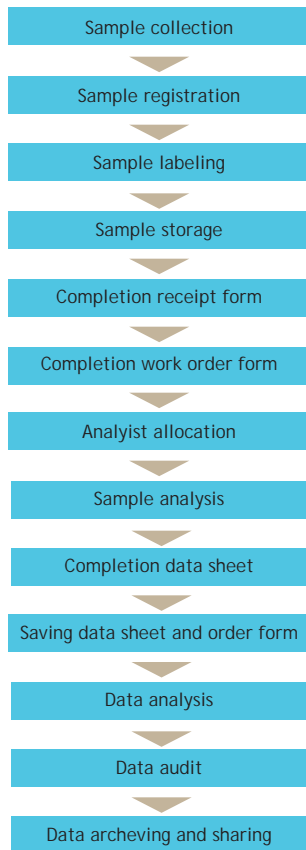 Sample collection
Sample registration
Sample labeling
Sample storage
Completion receipt form
Completion work order form
Analyist allocation
Sample analysis
Completion data sheet
Saving data sheet and order form
Data analysis
Data audit
Data archeving and sharing